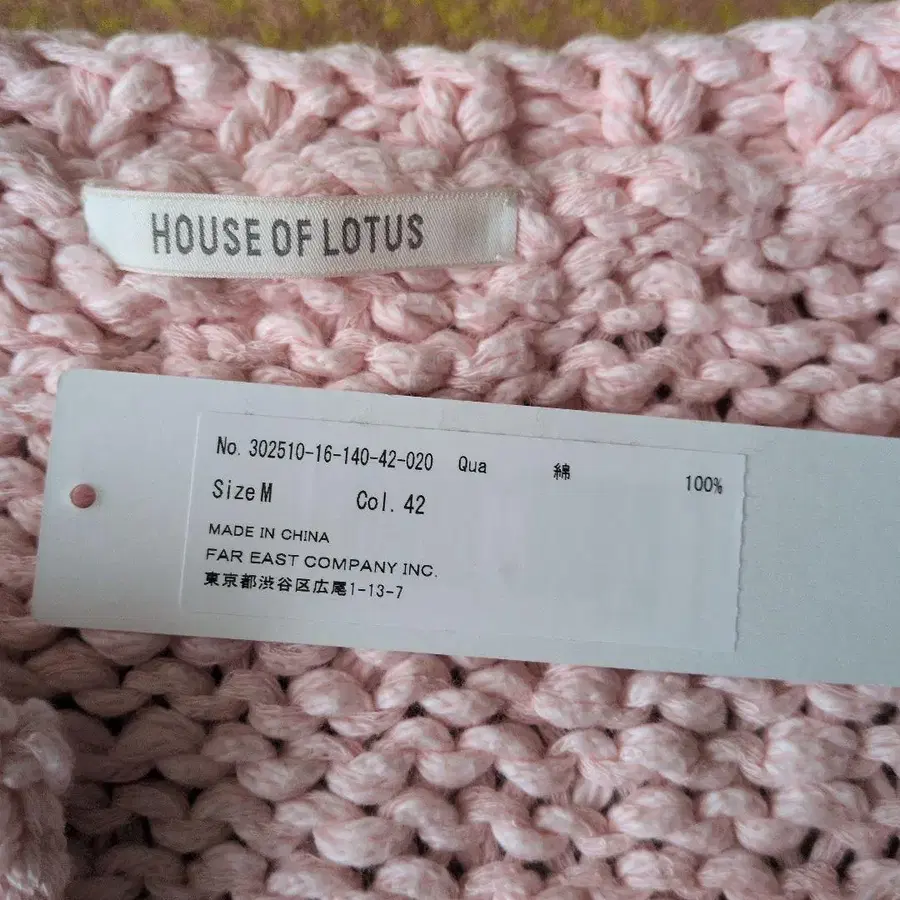 HOUSE OF LOTUS
No. 302510-16-140-42-020 Qua 綿 100%
Size M Col. 42
MADE IN CHINA
FAR EAST COMPANY INC.
東京都渋谷区広尾1-13-7